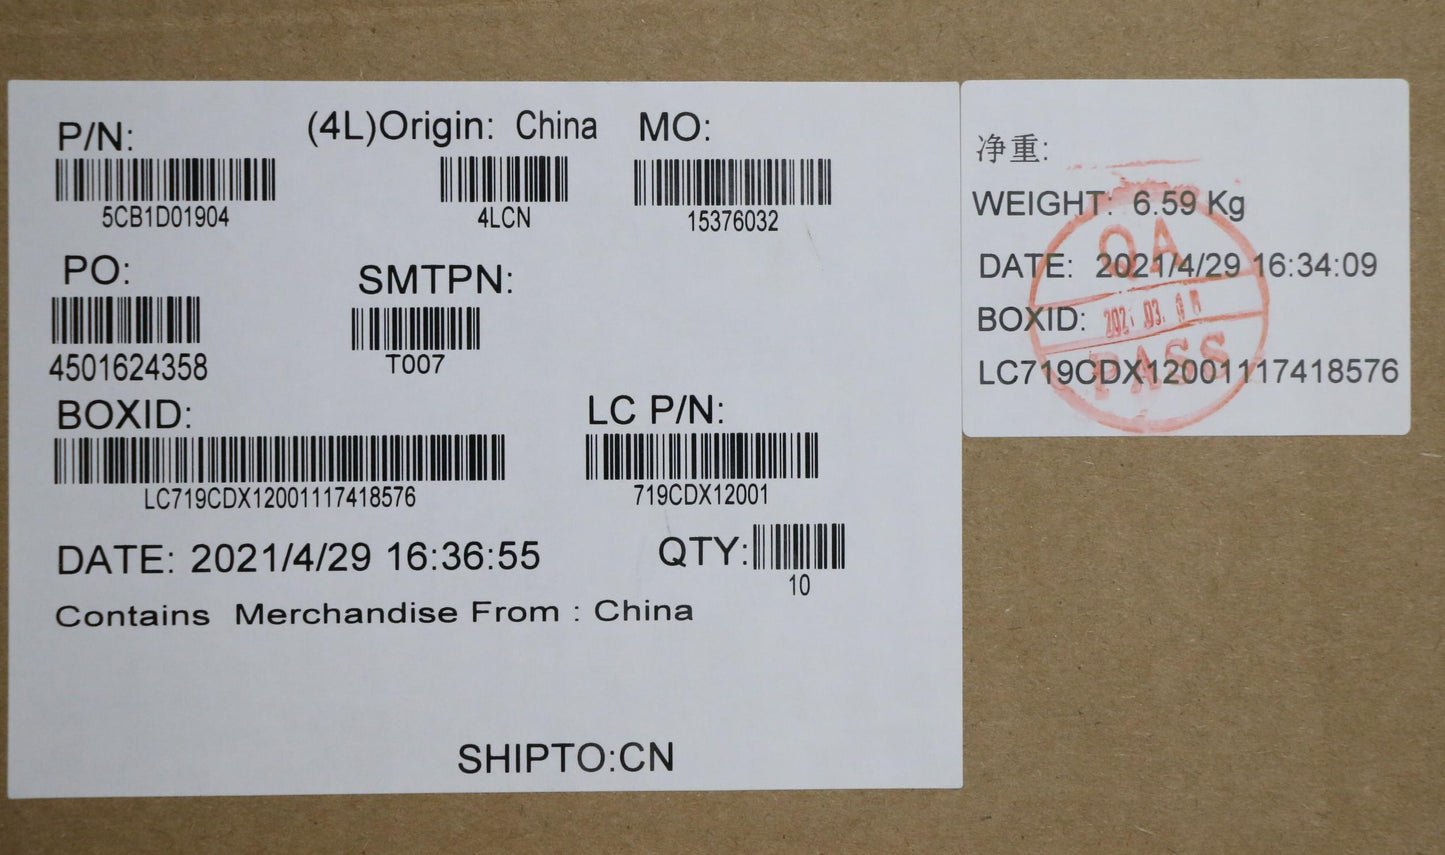 P/N:
5CB1D01904
(4L)Origin: China
4LCN
MO:
15376032
PO:
4501624358
SMTPN:
T007
BOXID:
LC719CDX12001117418576
LC P/N:
719CDX12001
DATE: 2021/4/29 16:36:55
QTY:
10
Contains Merchandise From : China
SHIPTO:CN
净重:
WEIGHT: 6.59 Kg
DATE: 2021/4/29 16:34:09
BOXID:
LC719CDX12001117418576
QA
PASS